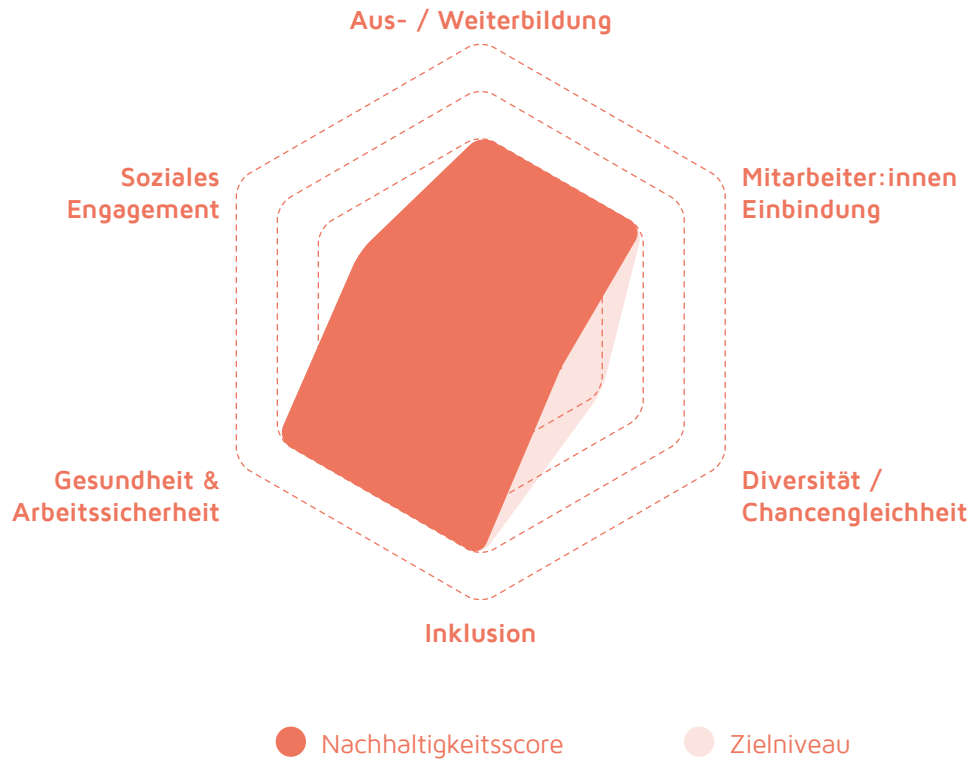 Aus- / Weiterbildung
Soziales
Engagement
Mitarbeiter:innen
Einbindung
Gesundheit &
Arbeitssicherheit
Diversität /
Chancengleichheit
Inklusion
Nachhaltigkeitsscore
Zielniveau